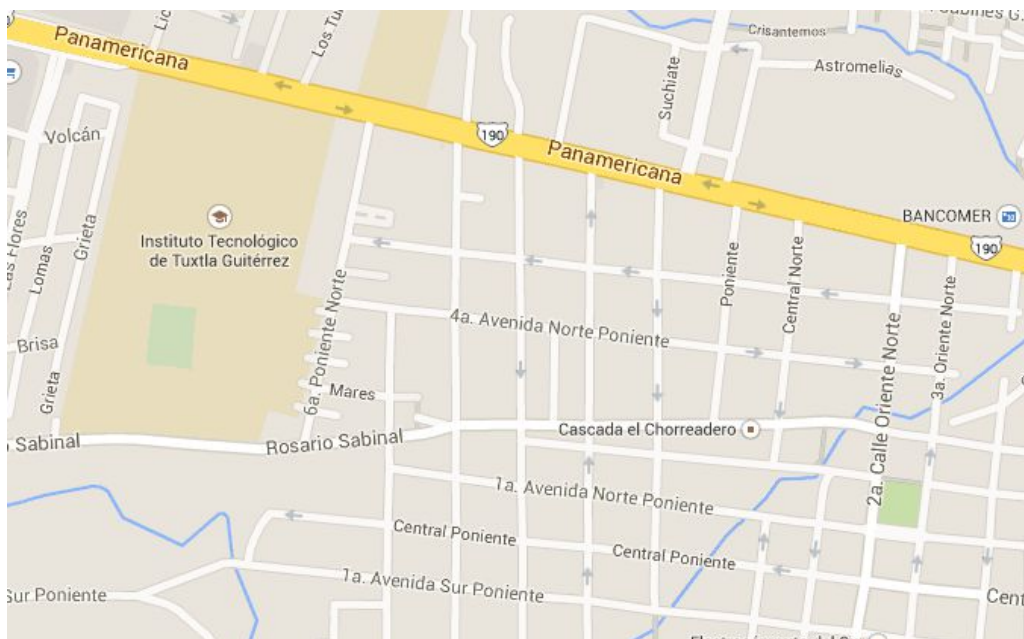 Panamericana
Crisantemos
Astromelias
Suchiate
Volcán
190
Panamericana
BANCOMER
190
Instituto Tecnológico
de Tuxtla Guitérrez
Las Flores
Lomas
Grieta
Brisa
Grieta
6a. Poniente Norte
4a. Avenida Norte Poniente
Poniente
Central Norte
2a. Calle Oriente Norte
3a. Oriente Norte
Mares
Rosario Sabinal
Sabinal
Cascada el Chorreadero
1a. Avenida Norte Poniente
Central Poniente
Central Poniente
1a. Avenida Sur Poniente
Sur Poniente
Cent